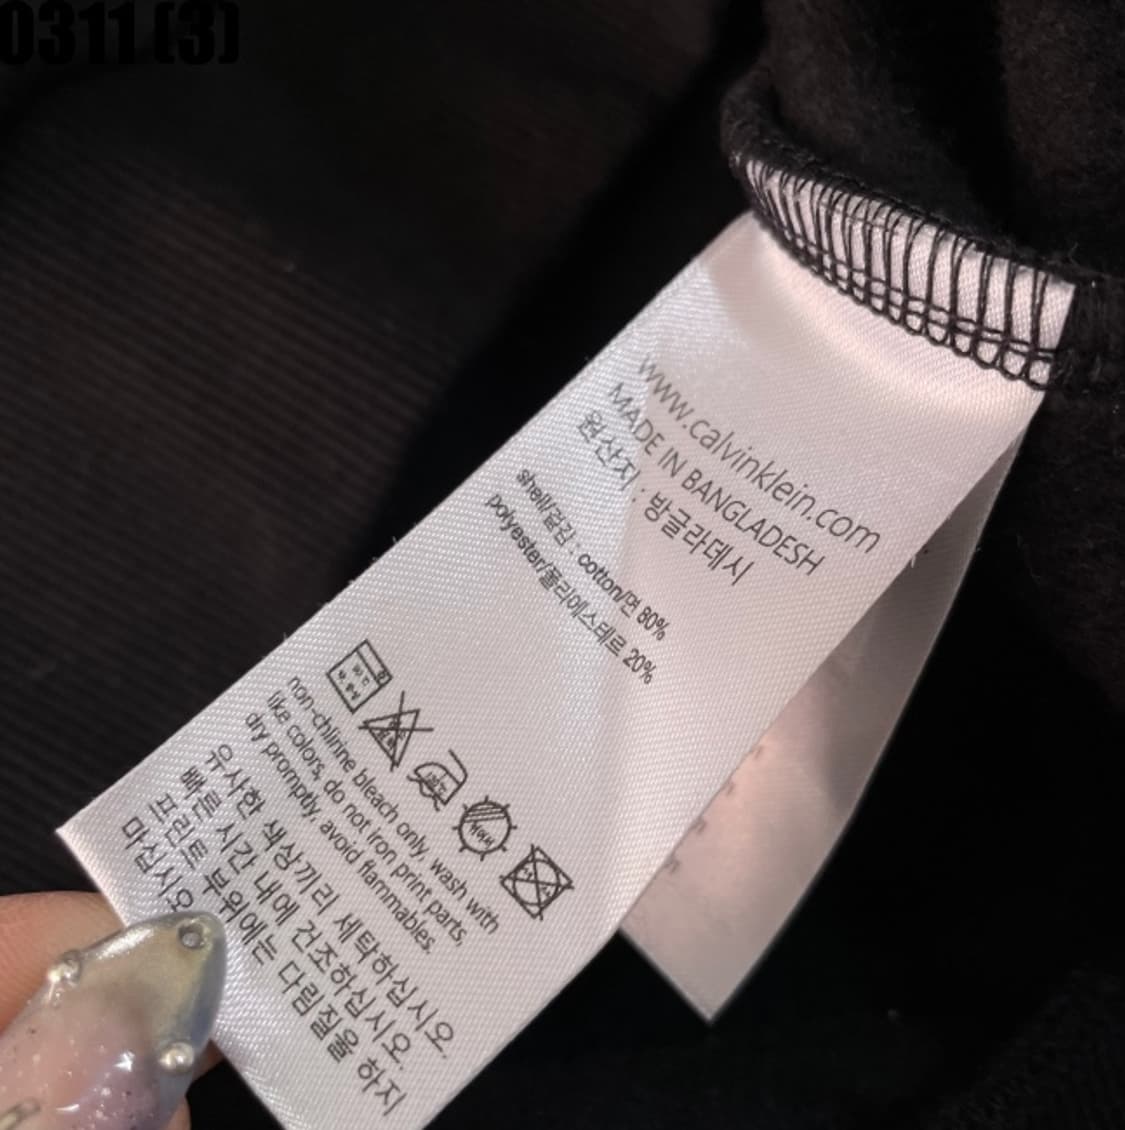 0311 (3)
www.calvinklein.com
MADE IN BANGLADESH
원산지 : 방글라데시
shell/겉감 : cotton/면 80%
polyester/폴리에스테르 20%
non-chlirine bleach only, wash with
like colors, do not iron print parts,
dry promptly, avoid flammables.
유사한 색상끼리 세탁하십시오.
빠른 시간 내에 건조하십시오.
프린트 부위에는 다림질을 하지
마십시오